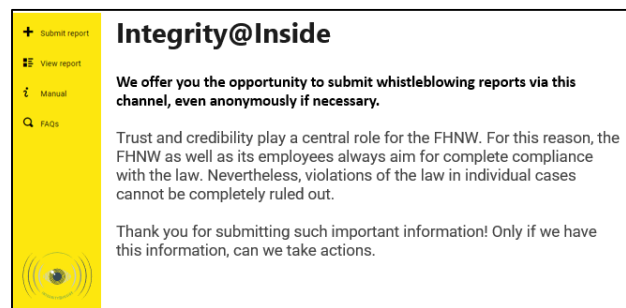 Submit report
View report
Manual
FAQs
Integrity@Inside
We offer you the opportunity to submit whistleblowing reports via this
channel, even anonymously if necessary.
Trust and credibility play a central role for the FHNW. For this reason, the
FHNW as well as its employees always aim for complete compliance
with the law. Nevertheless, violations of the law in individual cases
cannot be completely ruled out.
Thank you for submitting such important information! Only if we have
this information, can we take actions.